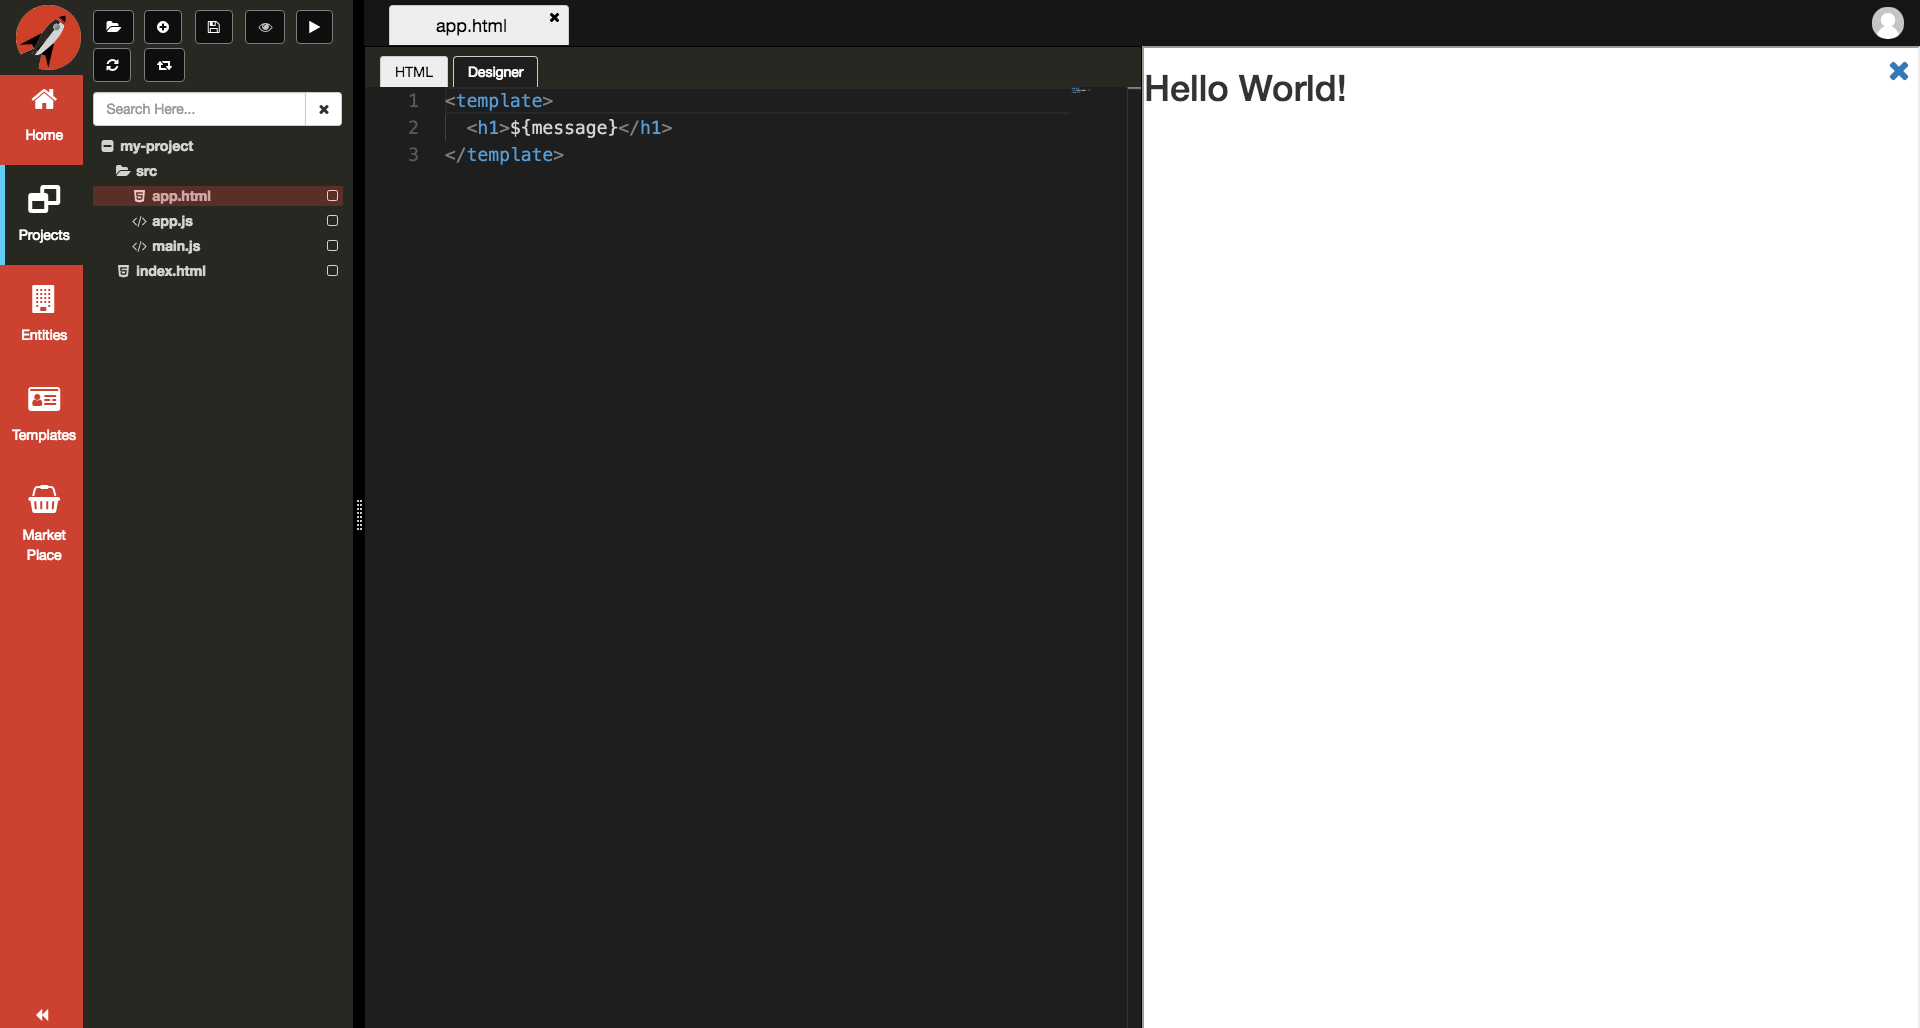 Home
Projects
Entities
Templates
Market
Place
Search Here...
my-project
src
app.html
app.js
main.js
index.html
app.html
HTML
Designer
1 <template>
2 <h1>${message}</h1>
3 </template>
Hello World!